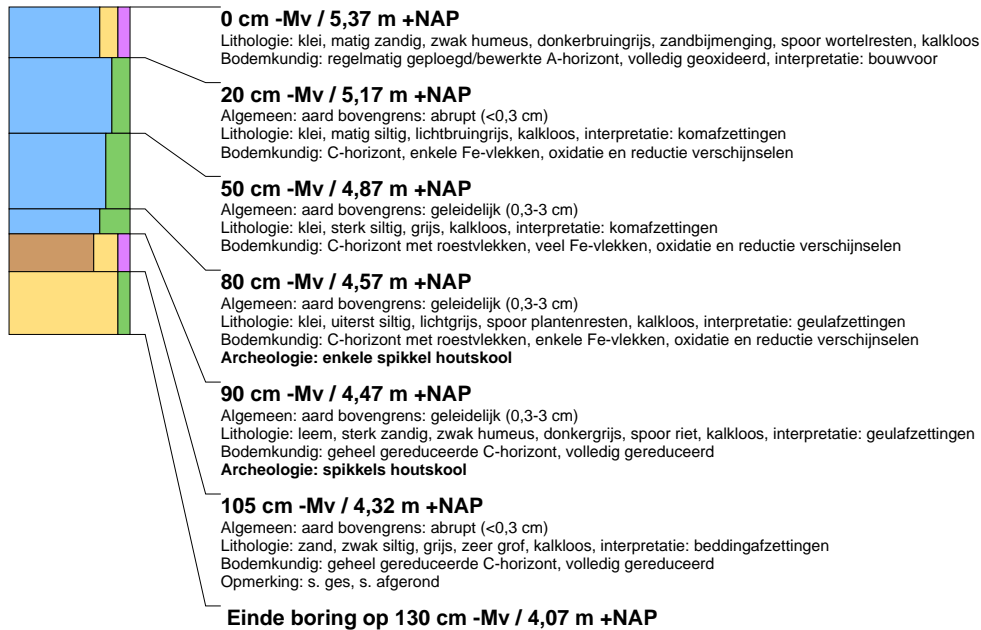 0 cm -Mv / 5,37 m +NAP
Lithologie: klei, matig zandig, zwak humeus, donkerbruingrijs, zandbijmenging, spoor wortelresten, kalkloos
Bodemkundig: regelmatig geploegd/bewerkte A-horizont, volledig geoxideerd, interpretatie: bouwvoor
20 cm -Mv / 5,17 m +NAP
Algemeen: aard bovengrens: abrupt (<0,3 cm)
Lithologie: klei, matig siltig, lichtbruingrijs, kalkloos, interpretatie: komafzettingen
Bodemkundig: C-horizont, enkele Fe-vlekken, oxidatie en reductie verschijnselen
50 cm -Mv / 4,87 m +NAP
Algemeen: aard bovengrens: geleidelijk (0,3-3 cm)
Lithologie: klei, sterk siltig, grijs, kalkloos, interpretatie: komafzettingen
Bodemkundig: C-horizont met roestvlekken, veel Fe-vlekken, oxidatie en reductie verschijnselen
80 cm -Mv / 4,57 m +NAP
Algemeen: aard bovengrens: geleidelijk (0,3-3 cm)
Lithologie: klei, uiterst siltig, lichtgrijs, spoor plantenresten, kalkloos, interpretatie: geulafzettingen
Bodemkundig: C-horizont met roestvlekken, enkele Fe-vlekken, oxidatie en reductie verschijnselen
Archeologie: enkele spikkel houtskool
90 cm -Mv / 4,47 m +NAP
Algemeen: aard bovengrens: geleidelijk (0,3-3 cm)
Lithologie: leem, sterk zandig, zwak humeus, donkergrijs, spoor riet, kalkloos, interpretatie: geulafzettingen
Bodemkundig: geheel gereduceerde C-horizont, volledig gereduceerd
Archeologie: spikkels houtskool
105 cm -Mv / 4,32 m +NAP
Algemeen: aard bovengrens: abrupt (<0,3 cm)
Lithologie: zand, zwak siltig, grijs, zeer grof, kalkloos, interpretatie: beddingafzettingen
Bodemkundig: geheel gereduceerde C-horizont, volledig gereduceerd
Opmerking: s. ges, s. afgerond
Einde boring op 130 cm -Mv / 4,07 m +NAP